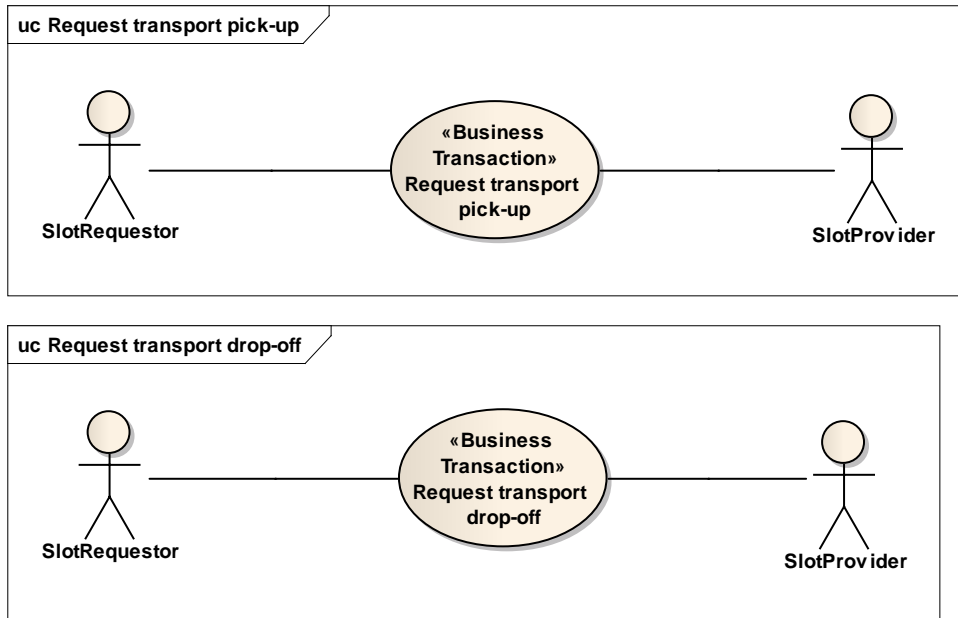 uc Request transport pick-up
«Business
Transaction»
Request transport
pick-up
SlotRequestor
SlotProvider
uc Request transport drop-off
«Business
Transaction»
Request transport
drop-off
SlotRequestor
SlotProvider